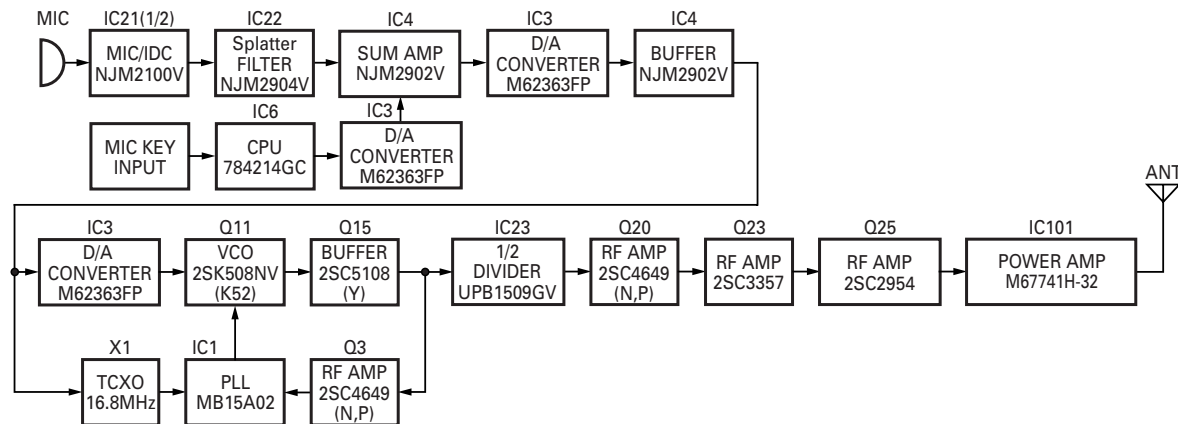 MIC
IC21(1/2)
MIC/IDC
NJM2100V
IC22
Splatter
FILTER
NJM2904V
IC4
SUM AMP
NJM2902V
IC3
D/A
CONVERTER
M62363FP
IC4
BUFFER
NJM2902V
MIC KEY
INPUT
IC6
CPU
784214GC
IC3
D/A
CONVERTER
M62363FP
ANT
IC3
D/A
CONVERTER
M62363FP
Q11
VCO
2SK508NV
(K52)
Q15
BUFFER
2SC5108
(Y)
IC23
1/2
DIVIDER
UPB1509GV
Q20
RF AMP
2SC4649
(N,P)
Q23
RF AMP
2SC3357
Q25
RF AMP
2SC2954
IC101
POWER AMP
M67741H-32
X1
TCXO
16.8MHz
IC1
PLL
MB15A02
Q3
RF AMP
2SC4649
(N,P)